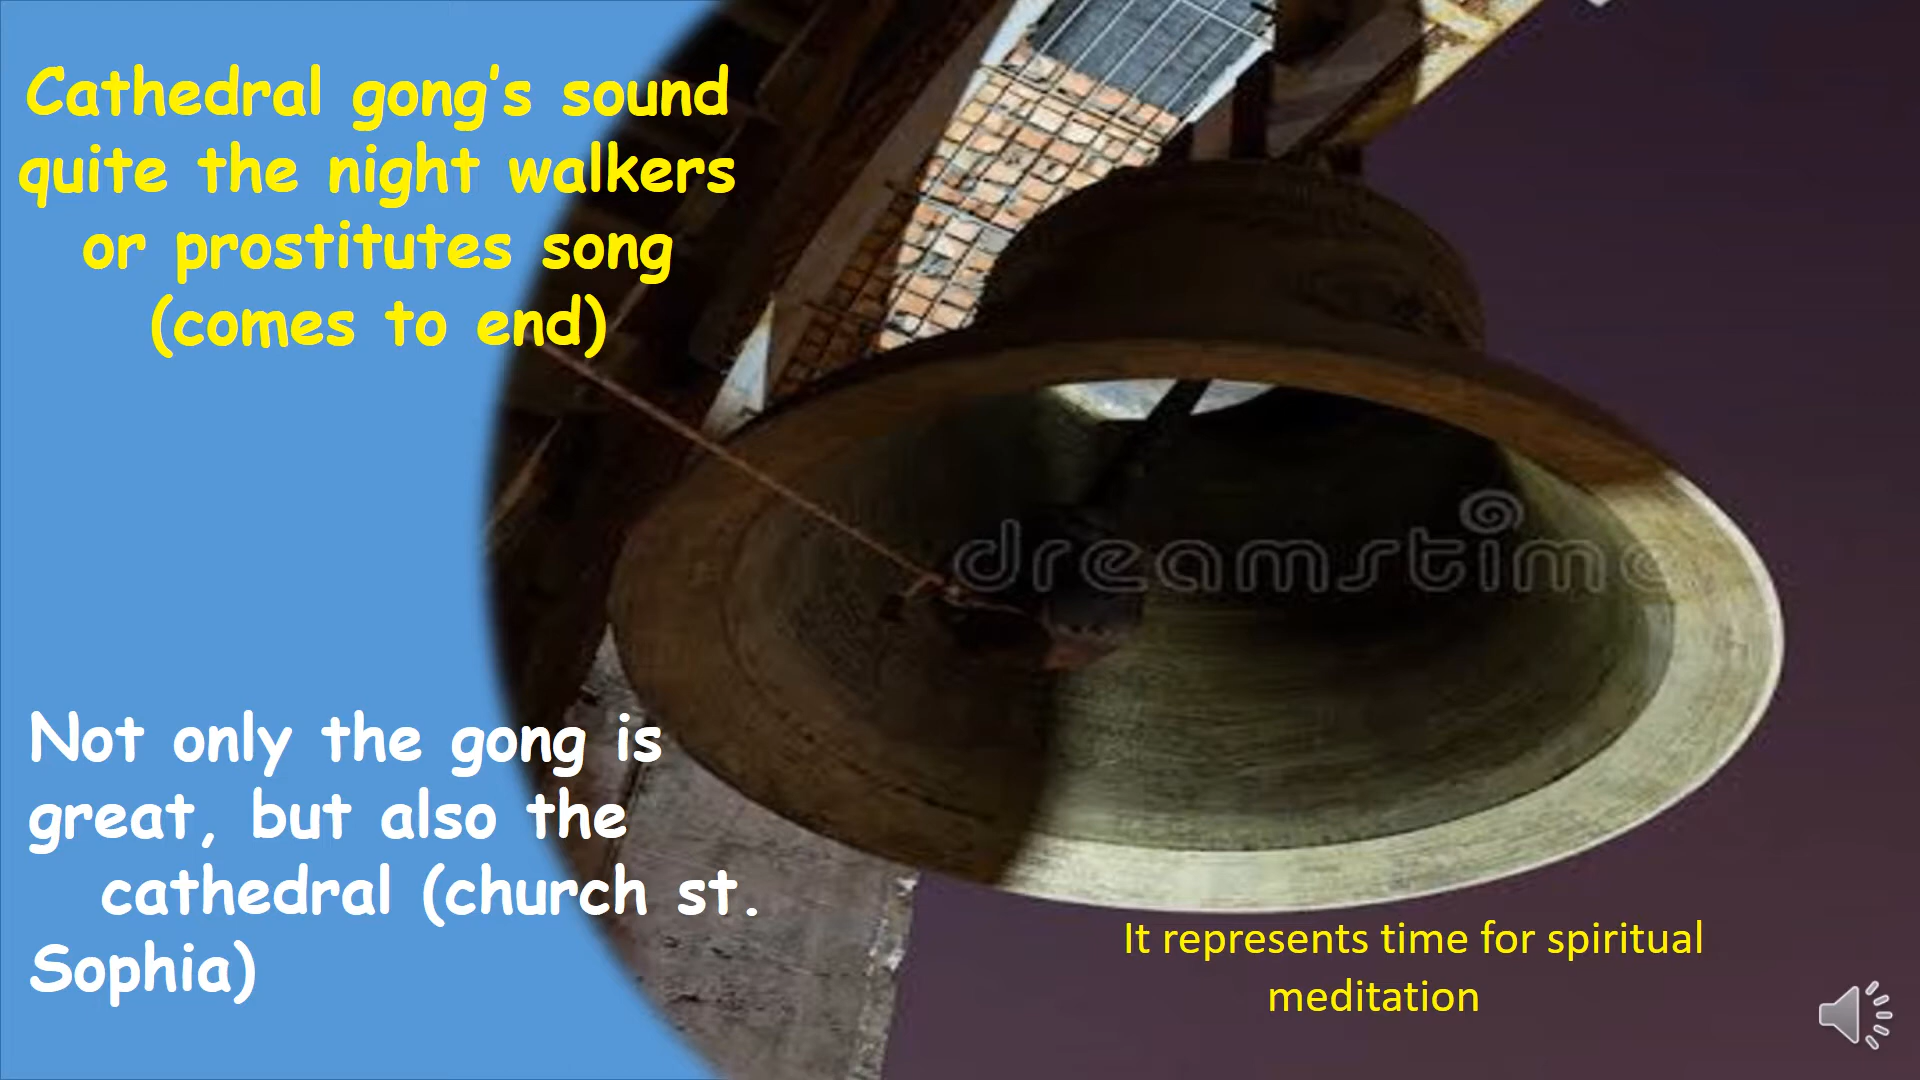 Cathedral gong’s sound
quite the night walkers
or prostitutes song
(comes to end)
dreamstime
Not only the gong is
great, but also the
cathedral (church st.
Sophia)
It represents time for spiritual
meditation